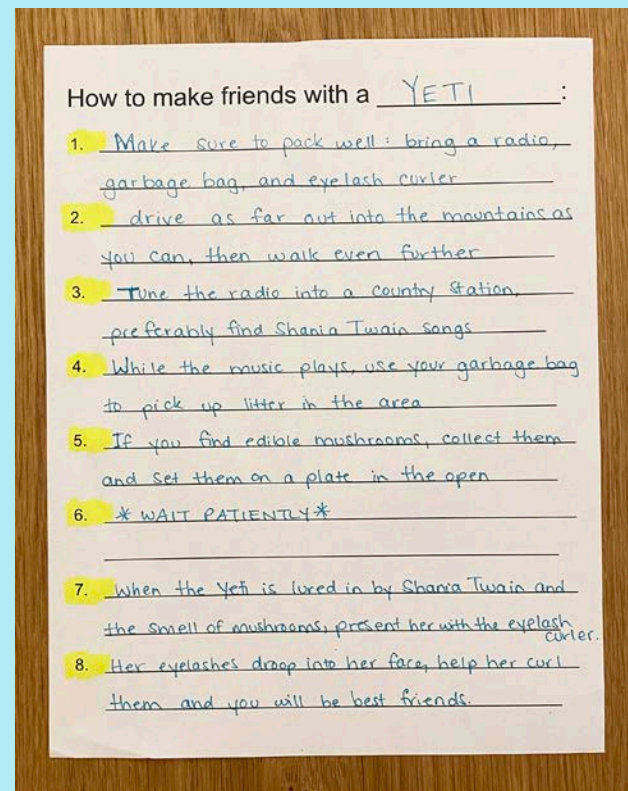 How to make friends with a YETI :
1. Make sure to pack well: bring a radio,
garbage bag, and eyelash curler
2. drive as far out into the mountains as
you can, then walk even further
3. Tune the radio into a country station,
preferably find Shania Twain songs
4. While the music plays, use your garbage bag
to pick up litter in the area
5. If you find edible mushrooms, collect them
and set them on a plate in the open
6. * WAIT PATIENTLY *
7. When the Yeti is lured in by Shania Twain and
the smell of mushrooms, present her with the eyelash
curler.
8. Her eyelashes droop into her face, help her curl
them and you will be best friends.